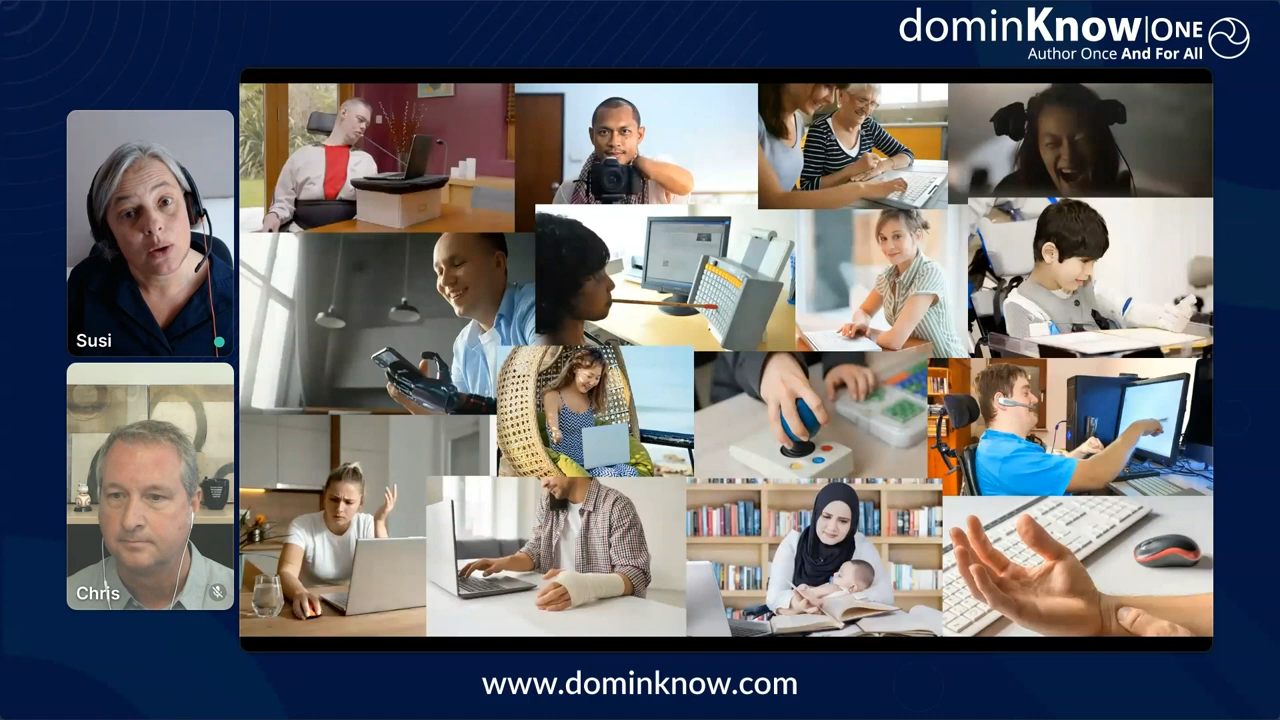 dominKnow|ONE
Author Once And For All
Susi
Chris
www.dominknow.com